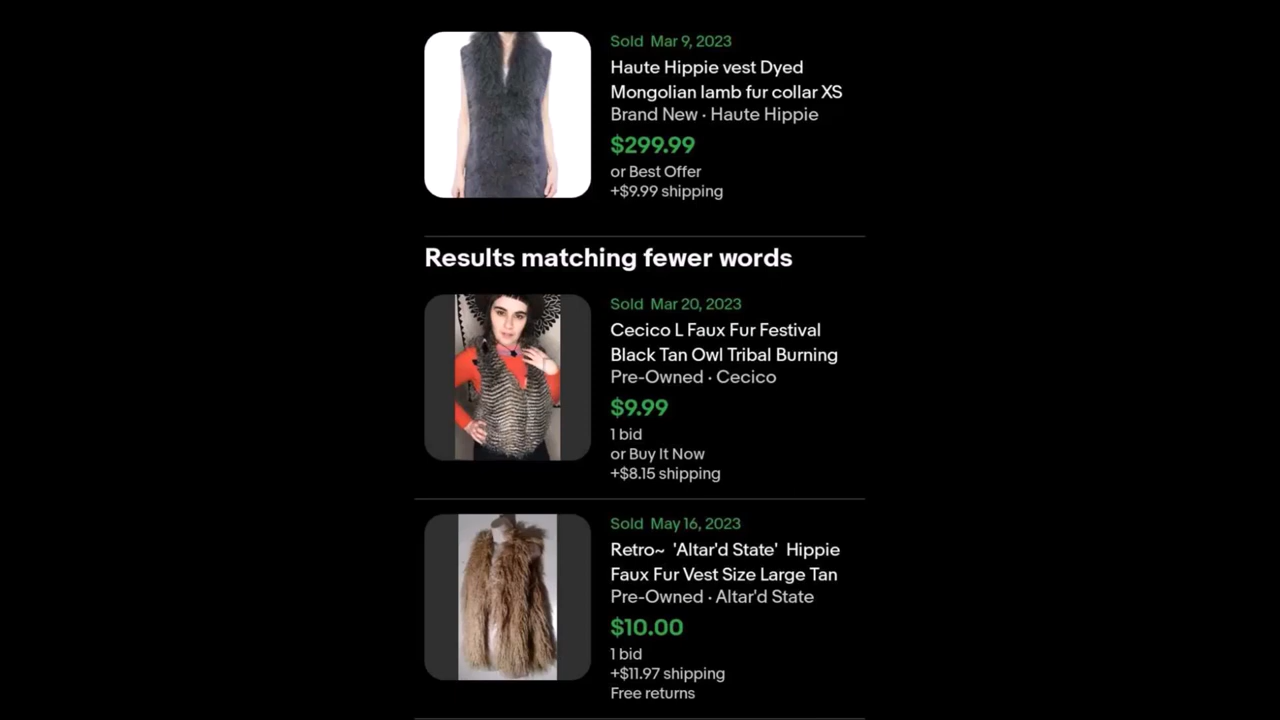 Sold Mar 9, 2023
Haute Hippie vest Dyed
Mongolian lamb fur collar XS
Brand New · Haute Hippie
$299.99
or Best Offer
+$9.99 shipping
Results matching fewer words
Sold Mar 20, 2023
Cecico L Faux Fur Festival
Black Tan Owl Tribal Burning
Pre-Owned · Cecico
$9.99
1 bid
or Buy It Now
+$8.15 shipping
Sold May 16, 2023
Retro~ 'Altar'd State' Hippie
Faux Fur Vest Size Large Tan
Pre-Owned · Altar'd State
$10.00
1 bid
+$11.97 shipping
Free returns